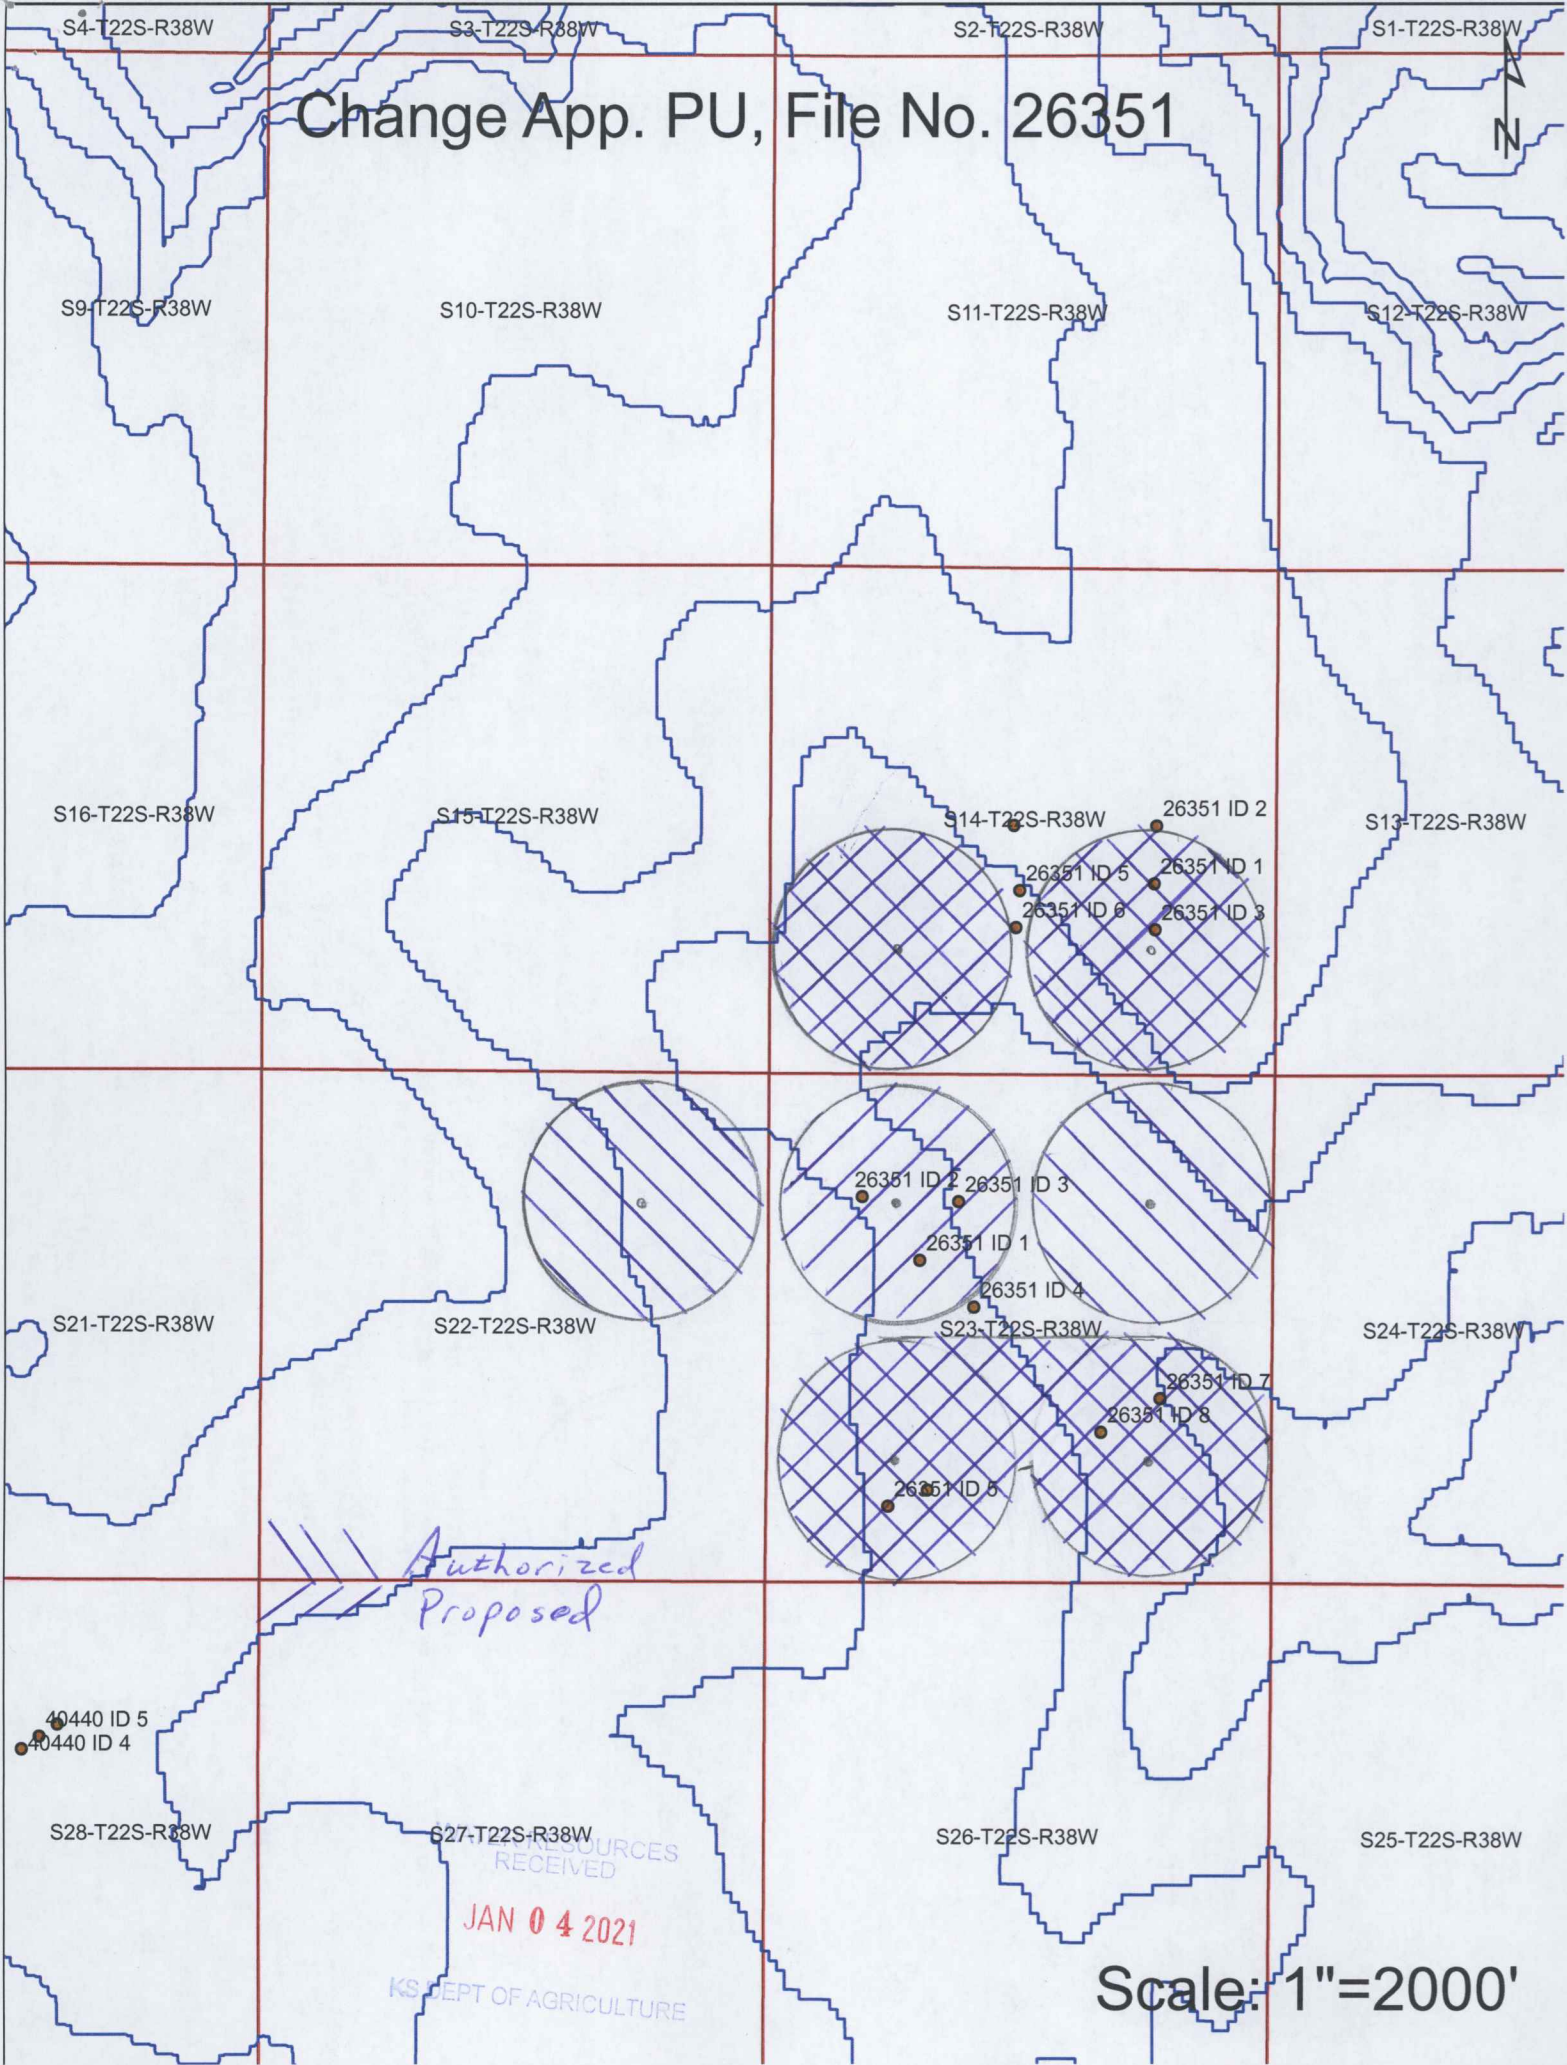 S4-T22S-R38W
S3-T22S-R38W
S2-T22S-R38W
S1-T22S-R38W
Change App. PU, File No. 26351
N
S9-T22S-R38W
S10-T22S-R38W
S11-T22S-R38W
S12-T22S-R38W
S16-T22S-R38W
S15-T22S-R38W
S14-T22S-R38W
26351 ID 2
S13-T22S-R38W
26351 ID 5
26351 ID 1
26351 ID 6
26351 ID 3
26351 ID 2
26351 ID 3
26351 ID 1
26351 ID 4
S21-T22S-R38W
S22-T22S-R38W
S23-T22S-R38W
S24-T22S-R38W
26351 ID 7
26351 ID 8
26351 ID 5
Authorized
Proposed
40440 ID 5
40440 ID 4
S28-T22S-R38W
S27-T22S-R38W
S26-T22S-R38W
S25-T22S-R38W
WATER RESOURCES
RECEIVED
JAN 04 2021
KS DEPT OF AGRICULTURE
Scale: 1"=2000'